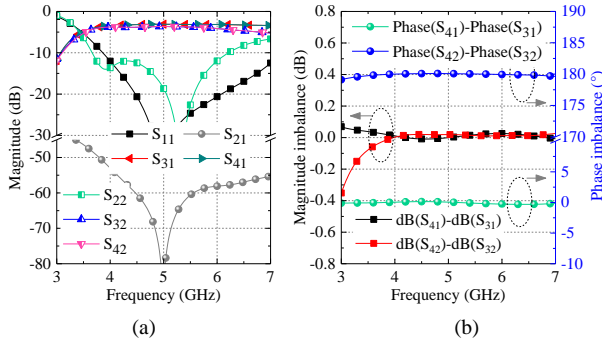 0
-10
-20
-30
-50
-60
-70
-80
Magnitude (dB)
S11 S21
S31 S41
S22
S32
S42
3 4 5 6 7
Frequency (GHz)
(a)
0.8
0.6
0.4
0.2
0.0
-0.2
-0.4
-0.6
-0.8
Magnitude imbalance (dB)
Phase(S41)-Phase(S31)
Phase(S42)-Phase(S32)
dB(S41)-dB(S31)
dB(S42)-dB(S32)
190
185
180
175
170
5
0
-5
-10
Phase imbalance (°)
3 4 5 6 7
Frequency (GHz)
(b)